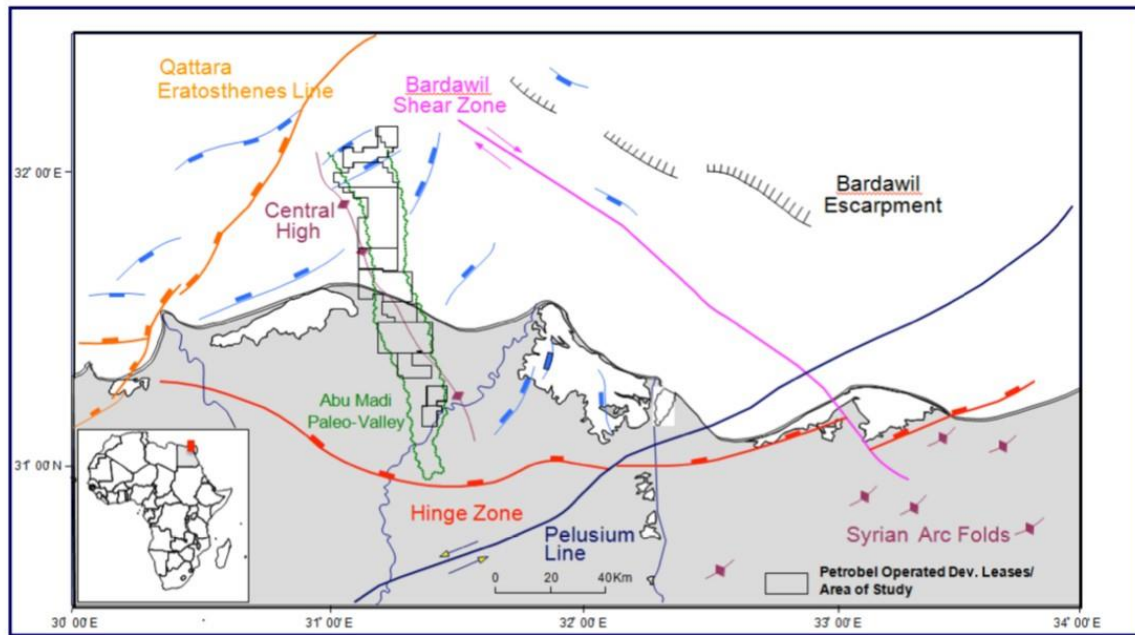 Qattara
Eratosthenes Line
Bardawil
Shear Zone
32°00'E
Central
High
Bardawil
Escarpment
Abu Madi
Paleo-Valley
31°00'N
Hinge Zone
Pelusium
Line
Syrian Arc Folds
0 20 40Km
Petrobel Operated Dev. Leases/
Area of Study
30°00'E 31°00'E 32°00'E 33°00'E 34°00'E